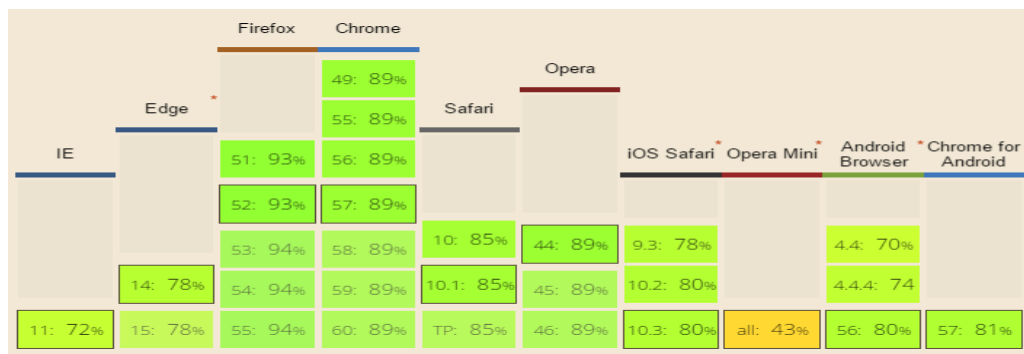 Firefox Chrome
49: 89%
Opera
Edge * Safari
55: 89%
IE 51: 93% 56: 89% iOS Safari * Opera Mini * Android Browser * Chrome for Android
52: 93% 57: 89%
53: 94% 58: 89% 10: 85% 44: 89% 9.3: 78% 4.4: 70%
14: 78% 54: 94% 59: 89% 10.1: 85% 45: 89% 10.2: 80% 4.4.4: 74
11: 72% 15: 78% 55: 94% 60: 89% TP: 85% 46: 89% 10.3: 80% all: 43% 56: 80% 57: 81%